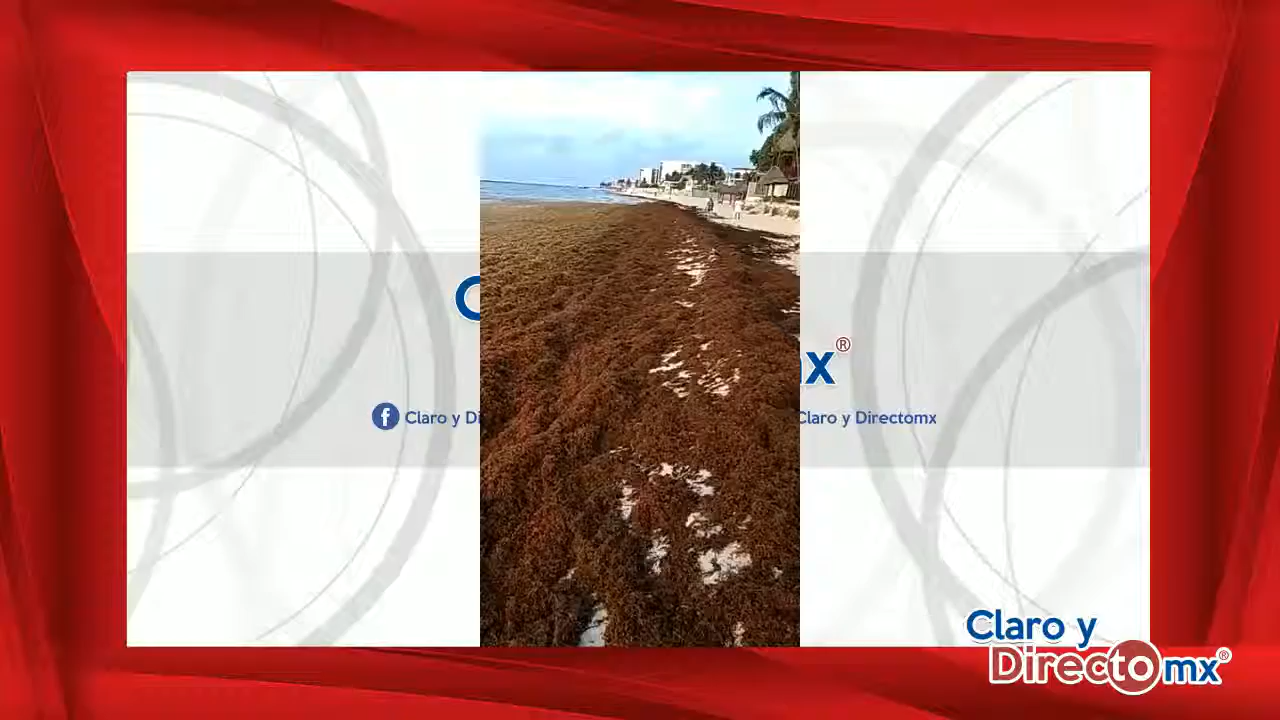 C
x®
Claro y Di
Claro y Directomx
Claro y
Directomx®